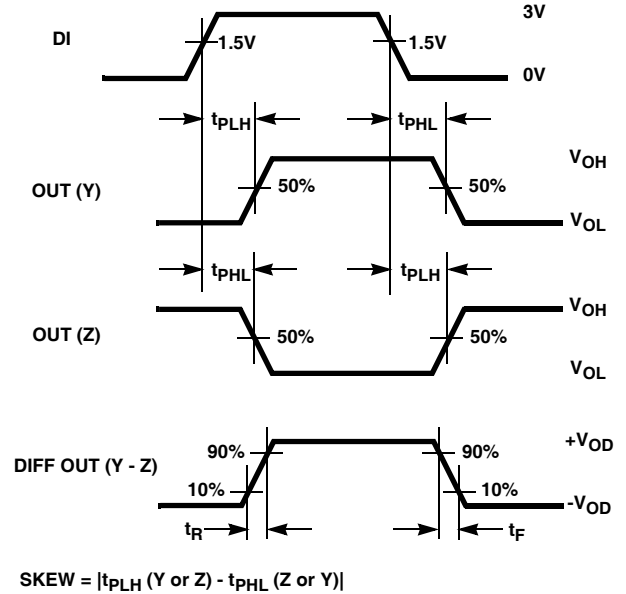 3V
DI
1.5V
1.5V
0V
tPLH
tPHL
VOH
OUT (Y)
50%
50%
VOL
tPHL
tPLH
VOH
OUT (Z)
50%
50%
VOL
+VOD
DIFF OUT (Y - Z)
90%
90%
10%
10%
-VOD
tR
tF
SKEW = |tPLH (Y or Z) - tPHL (Z or Y)|